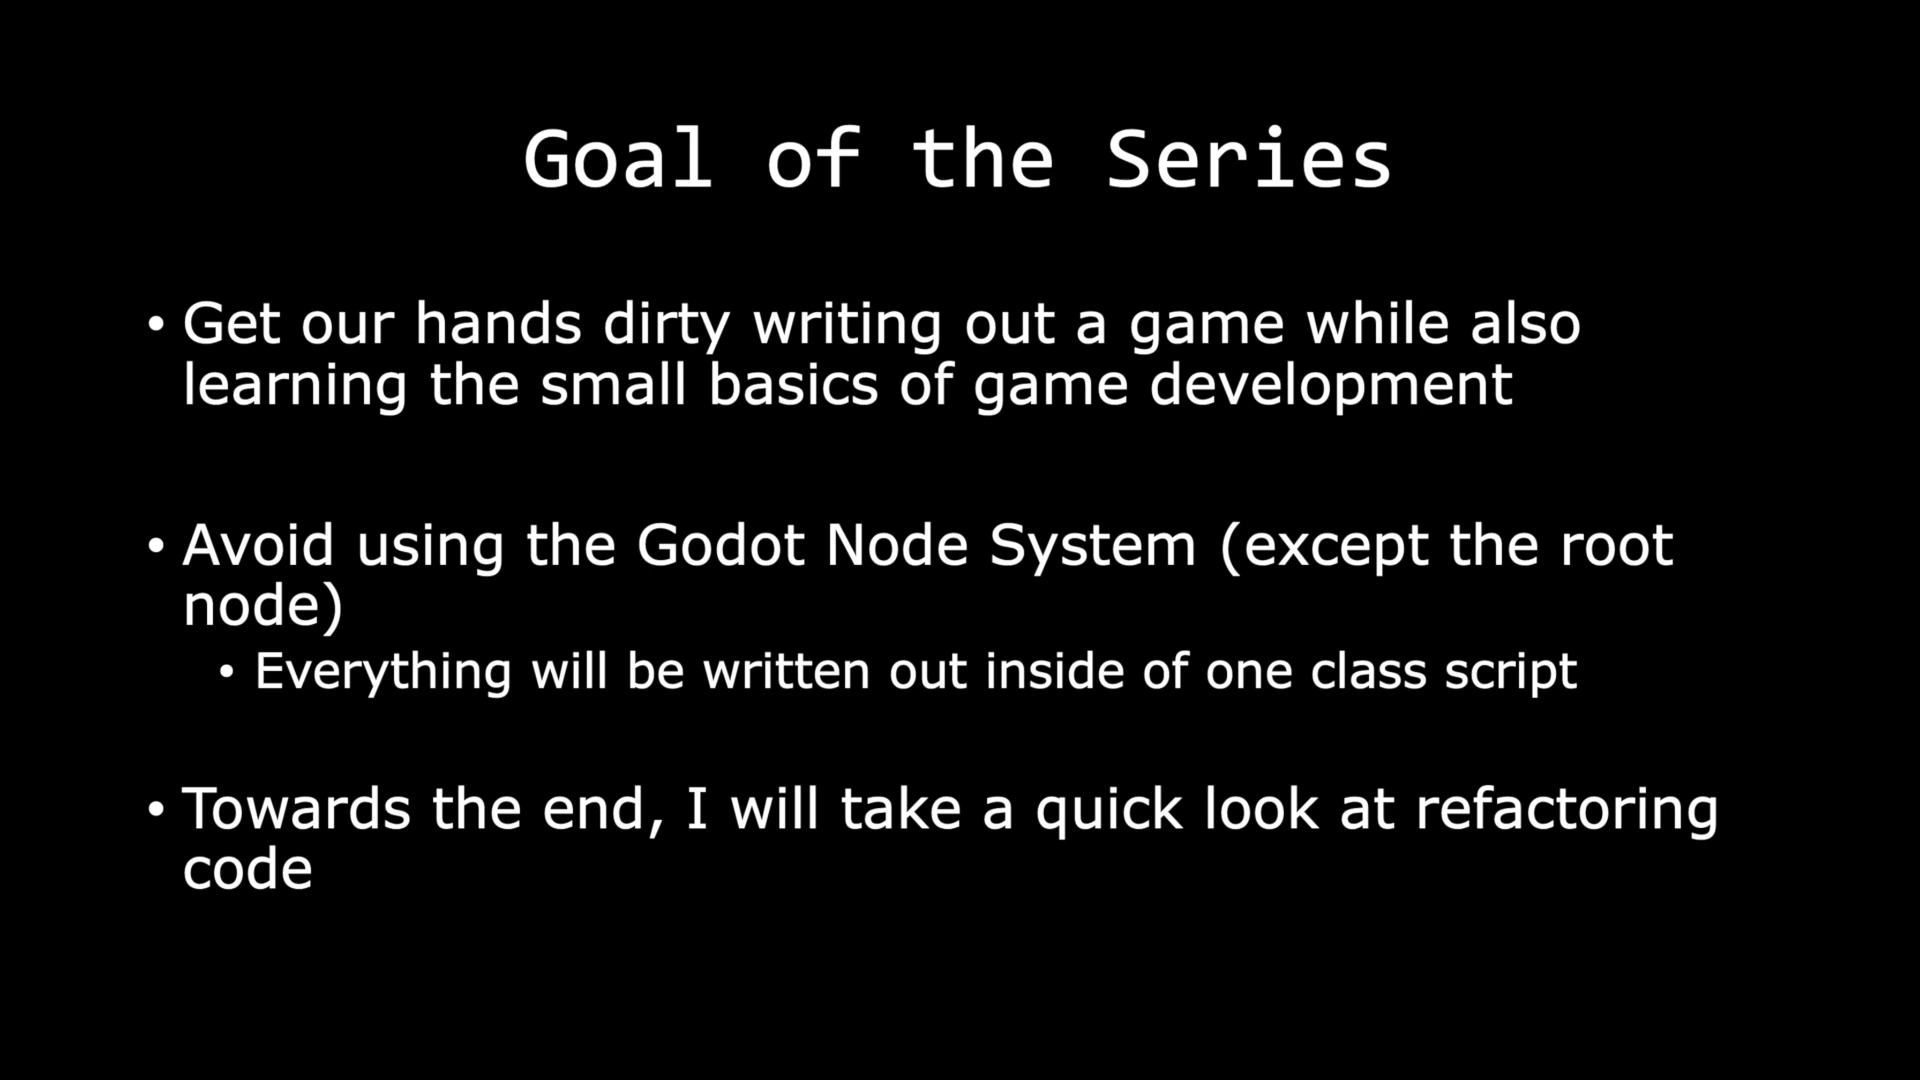 Goal of the Series
• Get our hands dirty writing out a game while also
learning the small basics of game development
• Avoid using the Godot Node System (except the root
node)
• Everything will be written out inside of one class script
• Towards the end, I will take a quick look at refactoring
code